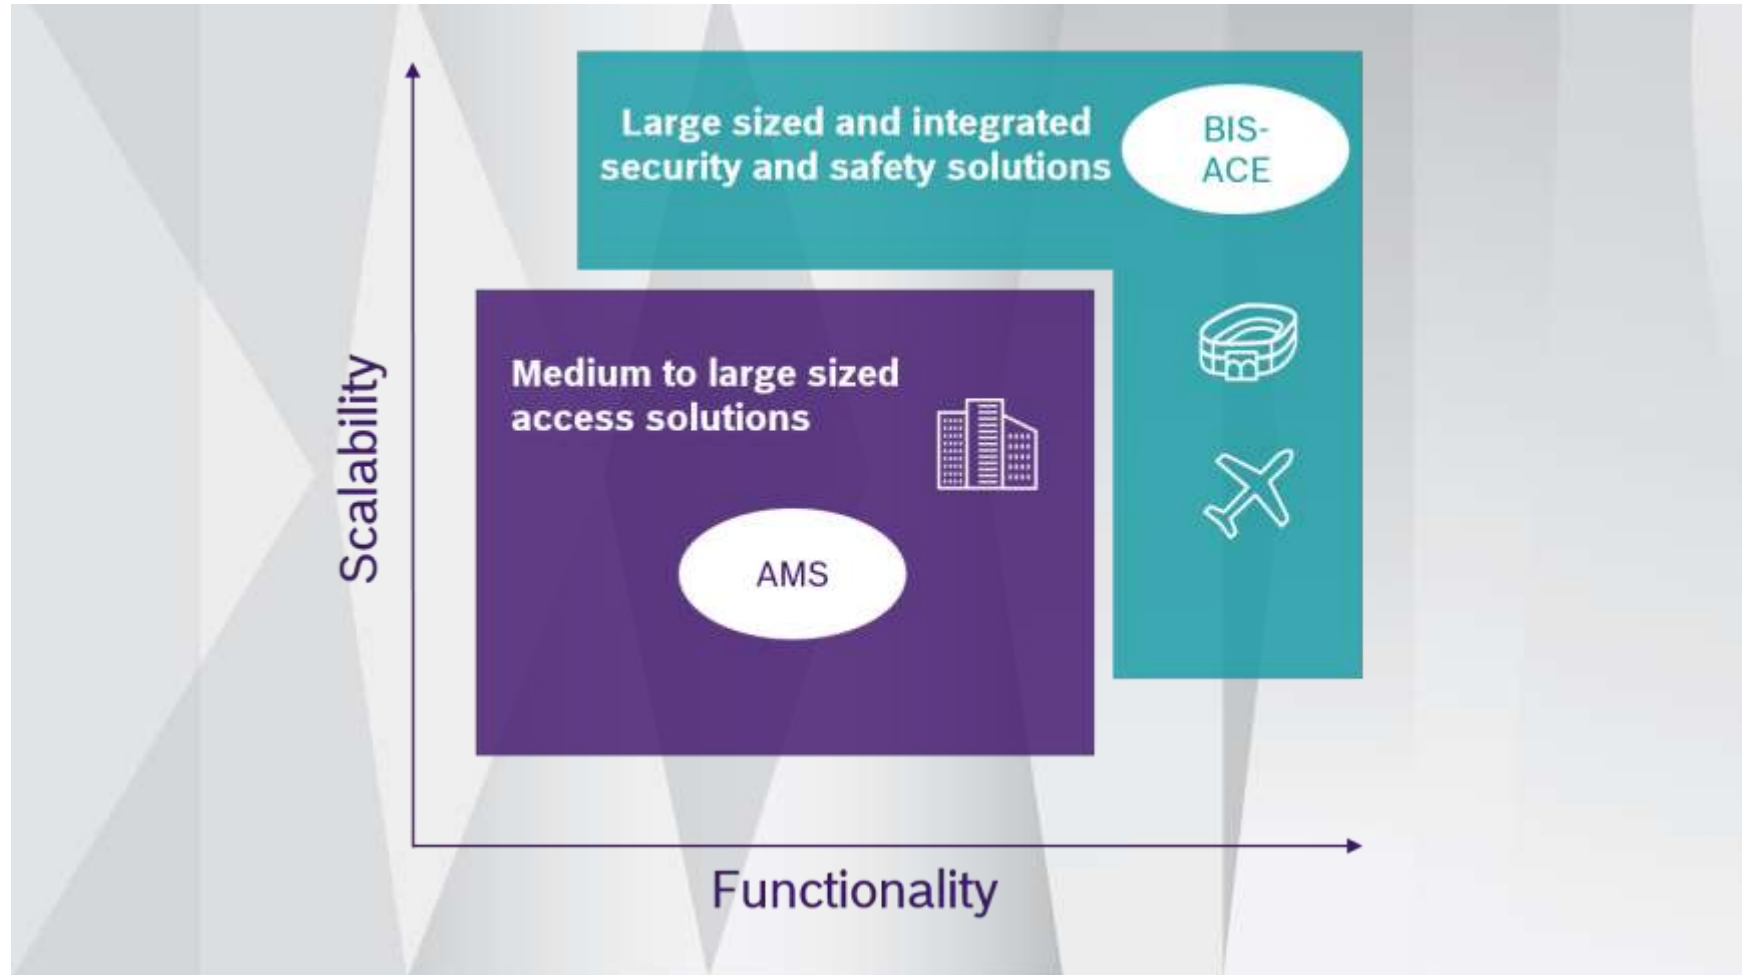 Large sized and integrated
security and safety solutions
BIS-
ACE
Medium to large sized
access solutions
AMS
Scalability
Functionality